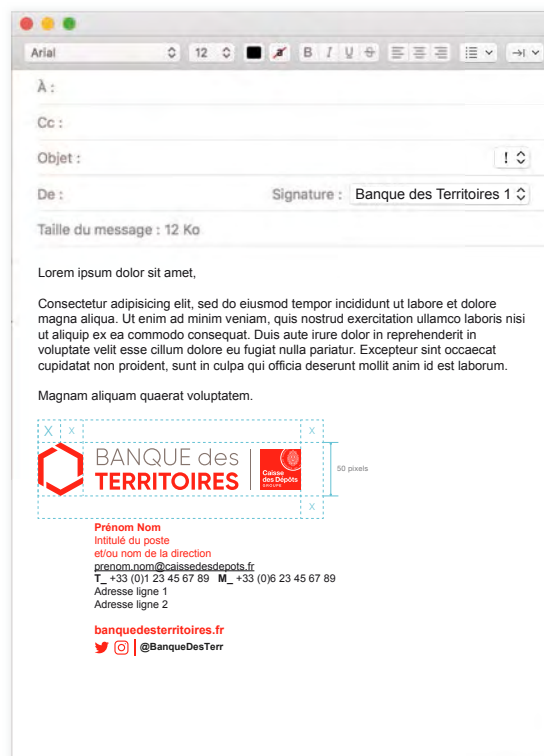 Arial 12 B I U S
À :
Cc :
Objet : !
De : Signature : Banque des Territoires 1
Taille du message : 12 Ko
Lorem ipsum dolor sit amet,
Consectetur adipisicing elit, sed do eiusmod tempor incididunt ut labore et dolore
magna aliqua. Ut enim ad minim veniam, quis nostrud exercitation ullamco laboris nisi
ut aliquip ex ea commodo consequat. Duis aute irure dolor in reprehenderit in
voluptate velit esse cillum dolore eu fugiat nulla pariatur. Excepteur sint occaecat
cupidatat non proident, sunt in culpa qui officia deserunt mollit anim id est laborum.
Magnam aliquam quaerat voluptatem.
X X X
BANQUE des
TERRITOIRES
Caisse
des Dépôts
GROUPE
50 pixels
X
Prénom Nom
Intitulé du poste
et/ou nom de la direction
prenom.nom@caissedesdepots.fr
T_ +33 (0)1 23 45 67 89 M_ +33 (0)6 23 45 67 89
Adresse ligne 1
Adresse ligne 2
banquedesterritoires.fr
@BanqueDesTerr